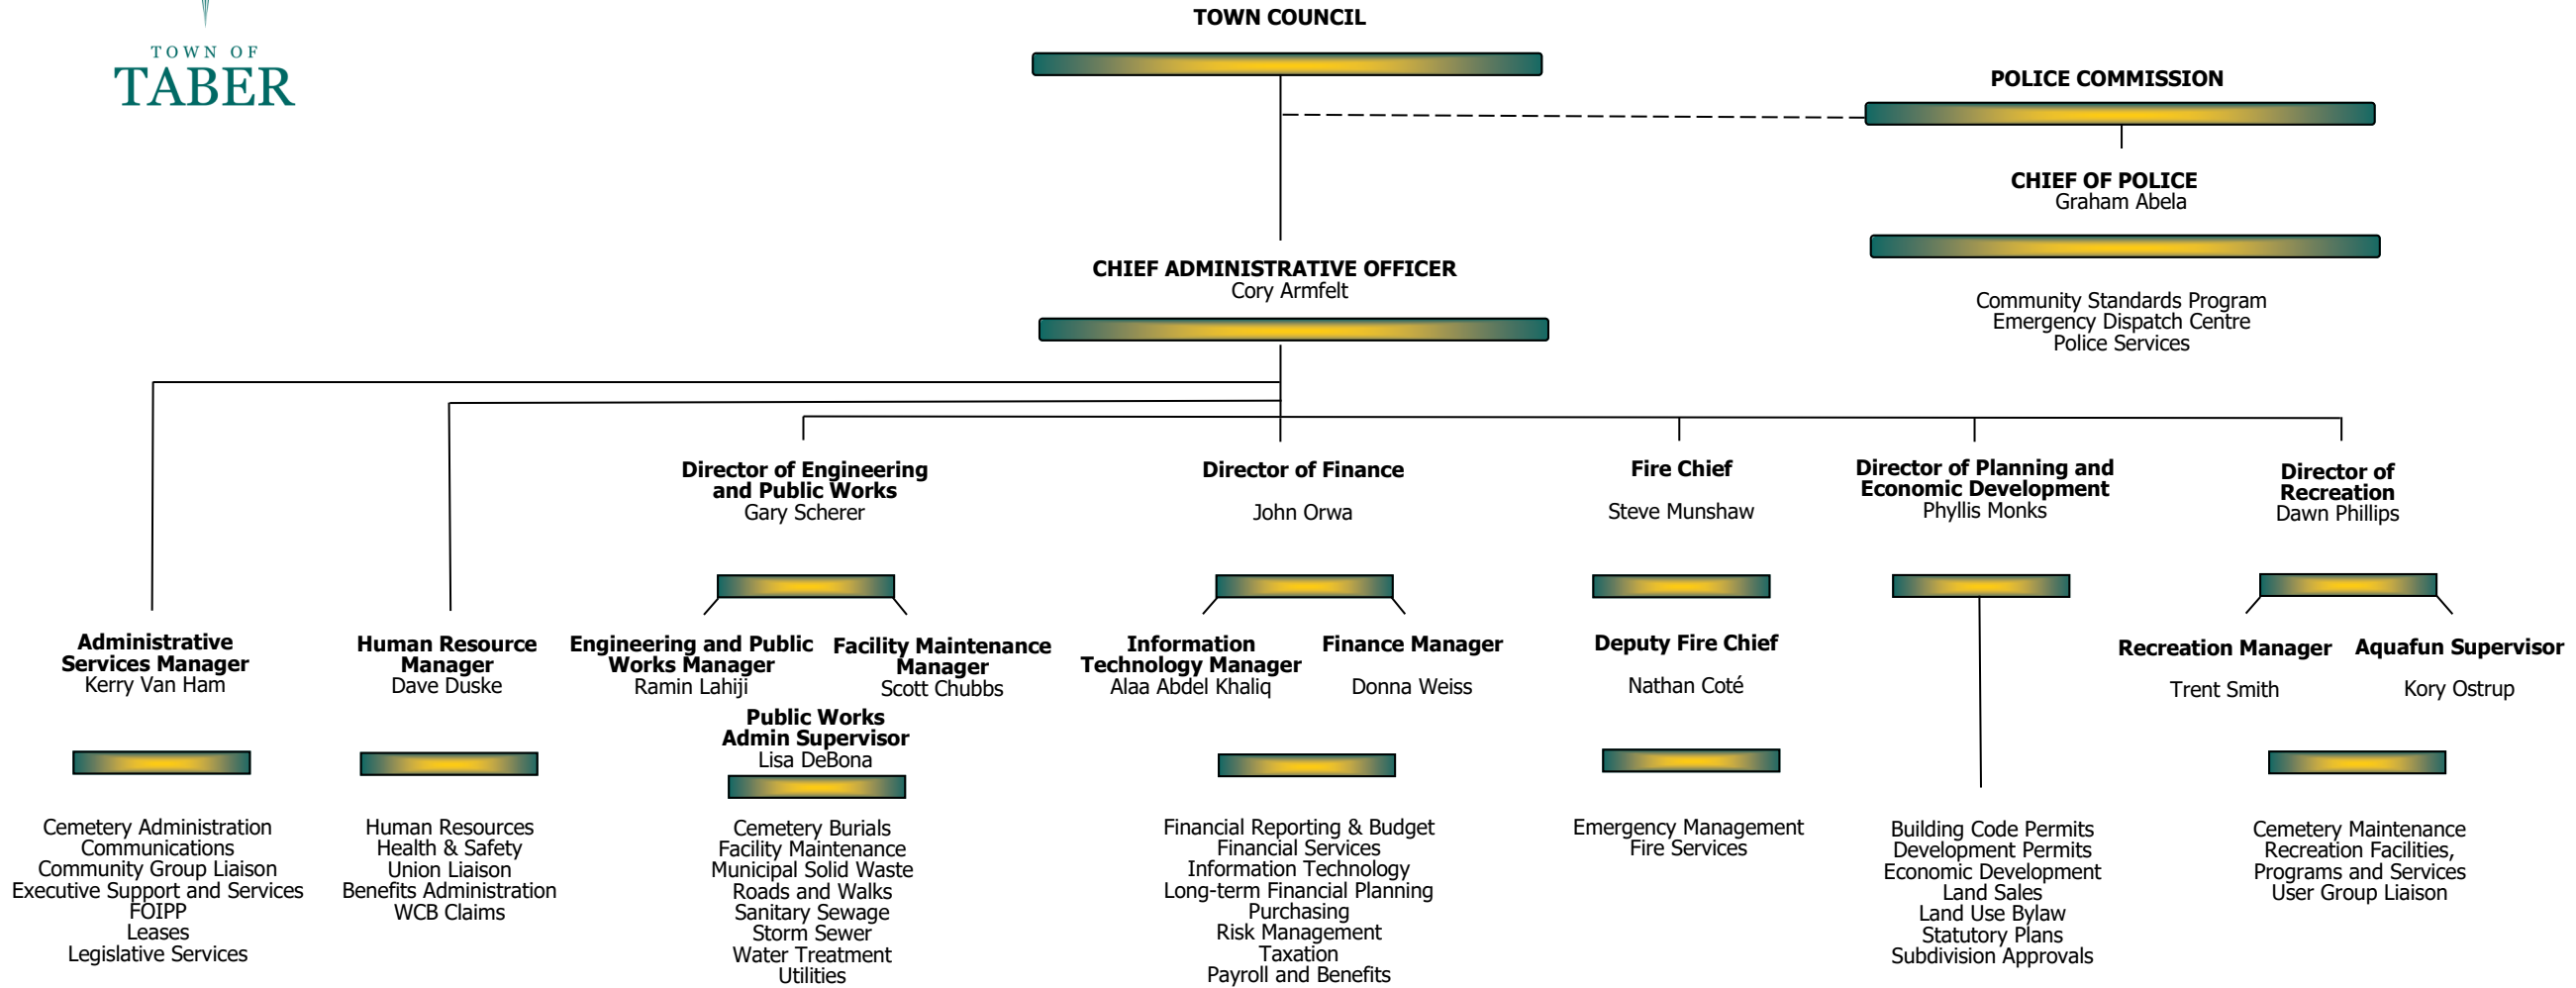 TOWN OF
TABER
TOWN COUNCIL
POLICE COMMISSION
CHIEF OF POLICE
Graham Abela
Community Standards Program
Emergency Dispatch Centre
Police Services
CHIEF ADMINISTRATIVE OFFICER
Cory Armfelt
Director of Engineering
and Public Works
Gary Scherer
Director of Finance
John Orwa
Fire Chief
Steve Munshaw
Director of Planning and
Economic Development
Phyllis Monks
Director of
Recreation
Dawn Phillips
Administrative
Services Manager
Kerry Van Ham
Human Resource
Manager
Dave Duske
Engineering and Public
Works Manager
Ramin Lahiji
Facility Maintenance
Manager
Scott Chubbs
Public Works
Admin Supervisor
Lisa DeBona
Information
Technology Manager
Alaa Abdel Khaliq
Finance Manager
Donna Weiss
Deputy Fire Chief
Nathan Coté
Recreation Manager
Trent Smith
Aquafun Supervisor
Kory Ostrup
Cemetery Administration
Communications
Community Group Liaison
Executive Support and Services
FOIPP
Leases
Legislative Services
Human Resources
Health & Safety
Union Liaison
Benefits Administration
WCB Claims
Cemetery Burials
Facility Maintenance
Municipal Solid Waste
Roads and Walks
Sanitary Sewage
Storm Sewer
Water Treatment
Utilities
Financial Reporting & Budget
Financial Services
Information Technology
Long-term Financial Planning
Purchasing
Risk Management
Taxation
Payroll and Benefits
Emergency Management
Fire Services
Building Code Permits
Development Permits
Economic Development
Land Sales
Land Use Bylaw
Statutory Plans
Subdivision Approvals
Cemetery Maintenance
Recreation Facilities,
Programs and Services
User Group Liaison